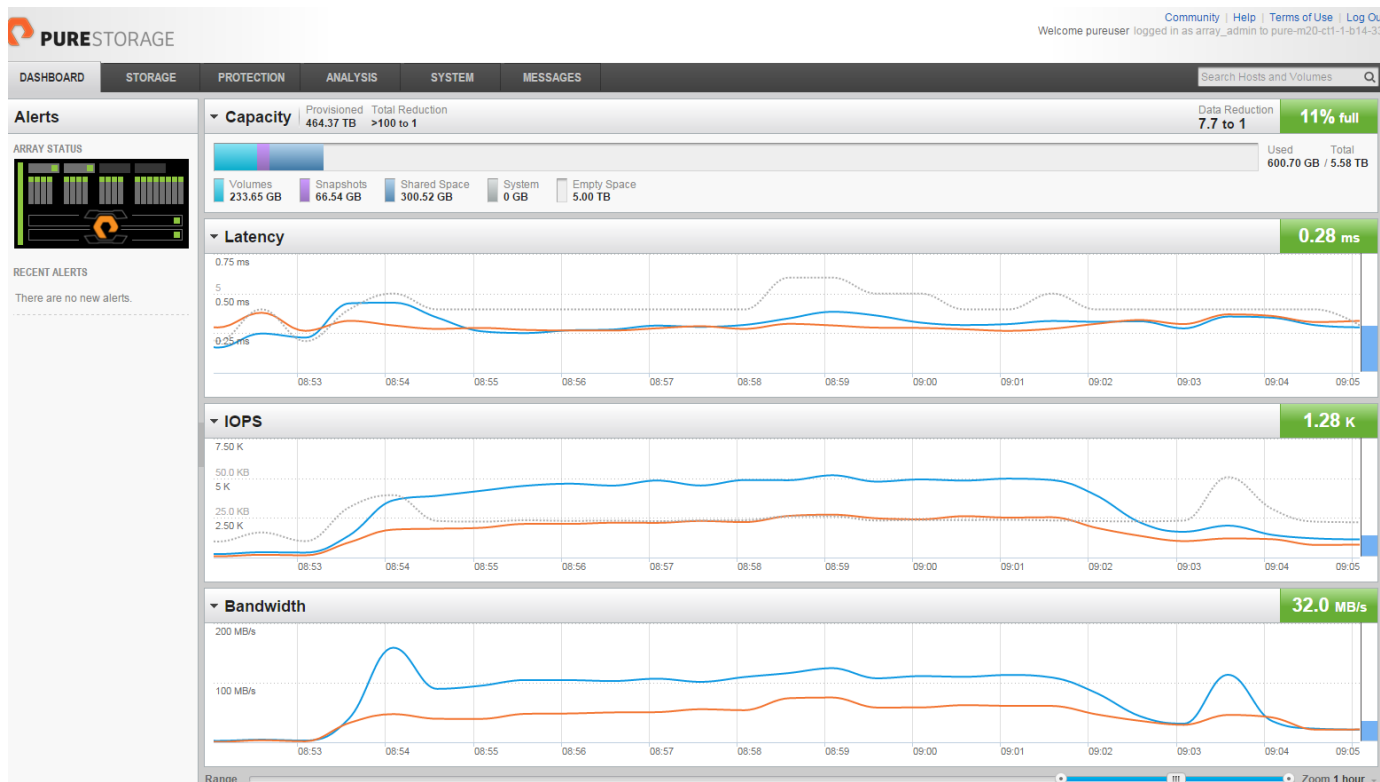 Community | Help | Terms of Use | Log Ou
PURESTORAGE
Welcome pureuser logged in as array_admin to pure-m20-ct1-1-b14-33
DASHBOARD STORAGE PROTECTION ANALYSIS SYSTEM MESSAGES Search Hosts and Volumes
Alerts
ARRAY STATUS
RECENT ALERTS
There are no new alerts.
Capacity Provisioned Total Reduction Data Reduction 11% full
464.37 TB >100 to 1 7.7 to 1
Used Total
600.70 GB / 5.58 TB
Volumes Snapshots Shared Space System Empty Space
233.65 GB 66.54 GB 300.52 GB 0 GB 5.00 TB
Latency 0.28 ms
0.75 ms
5
0.50 ms
0.25 ms
08:53 08:54 08:55 08:56 08:57 08:58 08:59 09:00 09:01 09:02 09:03 09:04 09:05
IOPS 1.28 K
7.50 K
50.0 KB
5 K
25.0 KB
2.50 K
08:53 08:54 08:55 08:56 08:57 08:58 08:59 09:00 09:01 09:02 09:03 09:04 09:05
Bandwidth 32.0 MB/s
200 MB/s
100 MB/s
08:53 08:54 08:55 08:56 08:57 08:58 08:59 09:00 09:01 09:02 09:03 09:04 09:05
Range Zoom 1 hour